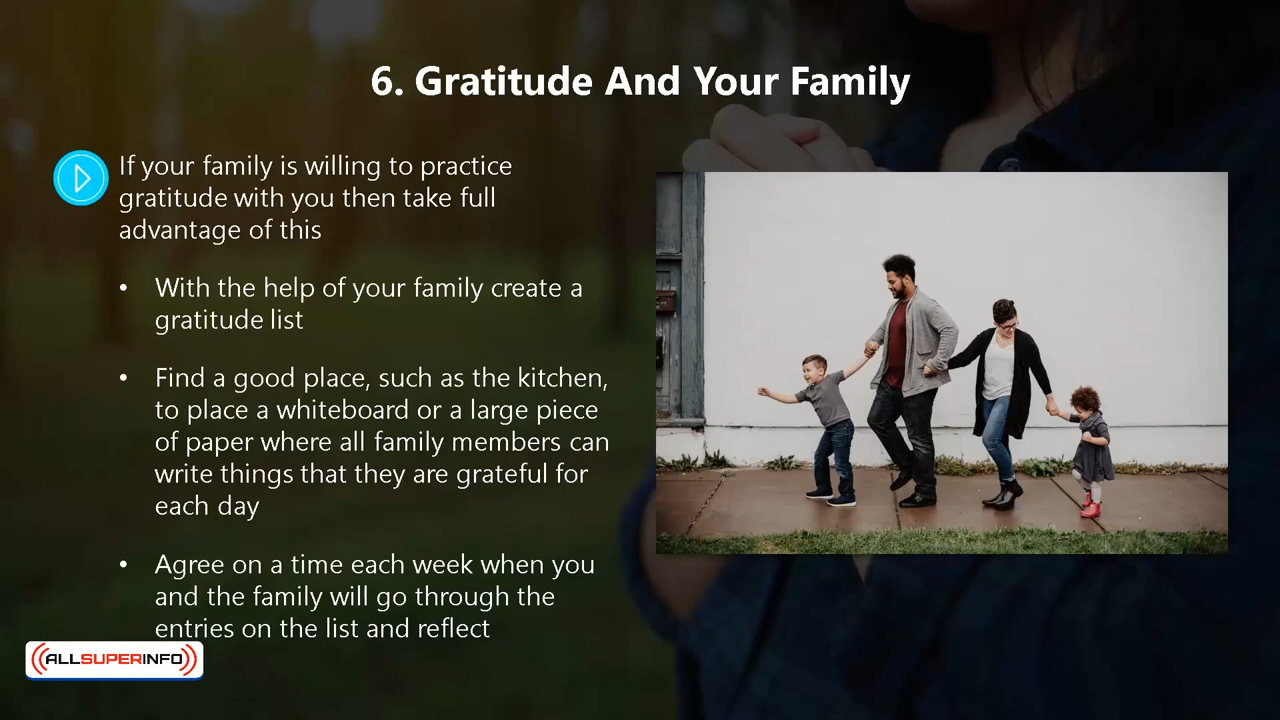 6. Gratitude And Your Family
If your family is willing to practice
gratitude with you then take full
advantage of this
• With the help of your family create a
gratitude list
• Find a good place, such as the kitchen,
to place a whiteboard or a large piece
of paper where all family members can
write things that they are grateful for
each day
• Agree on a time each week when you
and the family will go through the
entries on the list and reflect
((ALLSUPERINFO))